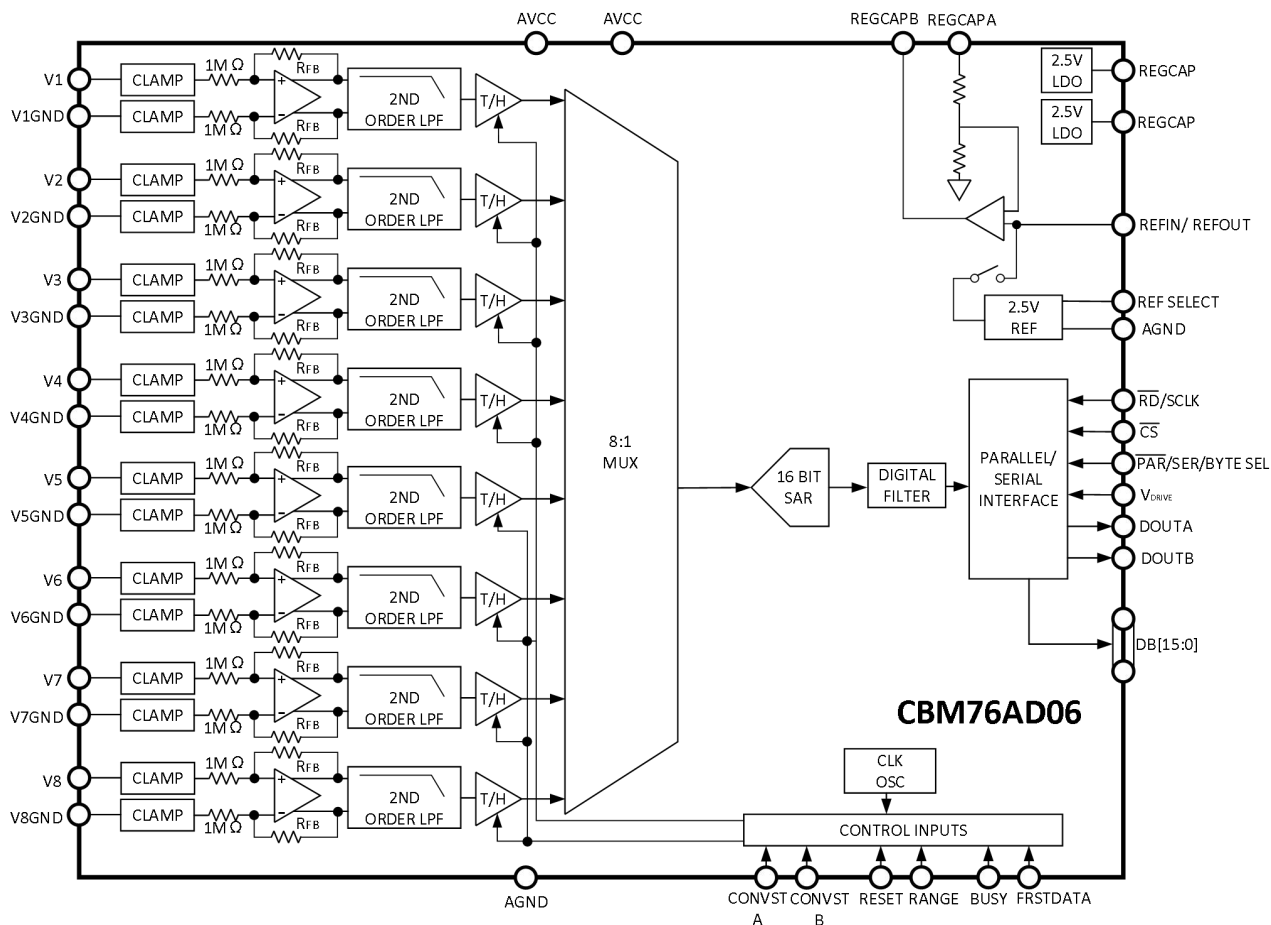 AVCC
AVCC
REGCAPB
REGCAPA
V1
CLAMP
1MΩ
RFB
V1GND
CLAMP
1MΩ
RFB
2ND
ORDER LPF
T/H
V2
CLAMP
1MΩ
RFB
V2GND
CLAMP
1MΩ
RFB
2ND
ORDER LPF
T/H
V3
CLAMP
1MΩ
RFB
V3GND
CLAMP
1MΩ
RFB
2ND
ORDER LPF
T/H
V4
CLAMP
1MΩ
RFB
V4GND
CLAMP
1MΩ
RFB
2ND
ORDER LPF
T/H
V5
CLAMP
1MΩ
RFB
V5GND
CLAMP
1MΩ
RFB
2ND
ORDER LPF
T/H
V6
CLAMP
1MΩ
RFB
V6GND
CLAMP
1MΩ
RFB
2ND
ORDER LPF
T/H
V7
CLAMP
1MΩ
RFB
V7GND
CLAMP
1MΩ
RFB
2ND
ORDER LPF
T/H
V8
CLAMP
1MΩ
RFB
V8GND
CLAMP
1MΩ
RFB
2ND
ORDER LPF
T/H
8:1
MUX
16 BIT
SAR
DIGITAL
FILTER
PARALLEL/
SERIAL
INTERFACE
2.5V
LDO
REGCAP
2.5V
LDO
REGCAP
REFIN/ REFOUT
2.5V
REF
REF SELECT
AGND
RD/SCLK
CS
PAR/SER/BYTE SEL
VDRIVE
DOUTA
DOUTB
DB[15:0]
CBM76AD06
CLK
OSC
CONTROL INPUTS
AGND
CONVST
A
CONVST
B
RESET
RANGE
BUSY
FRSTDATA